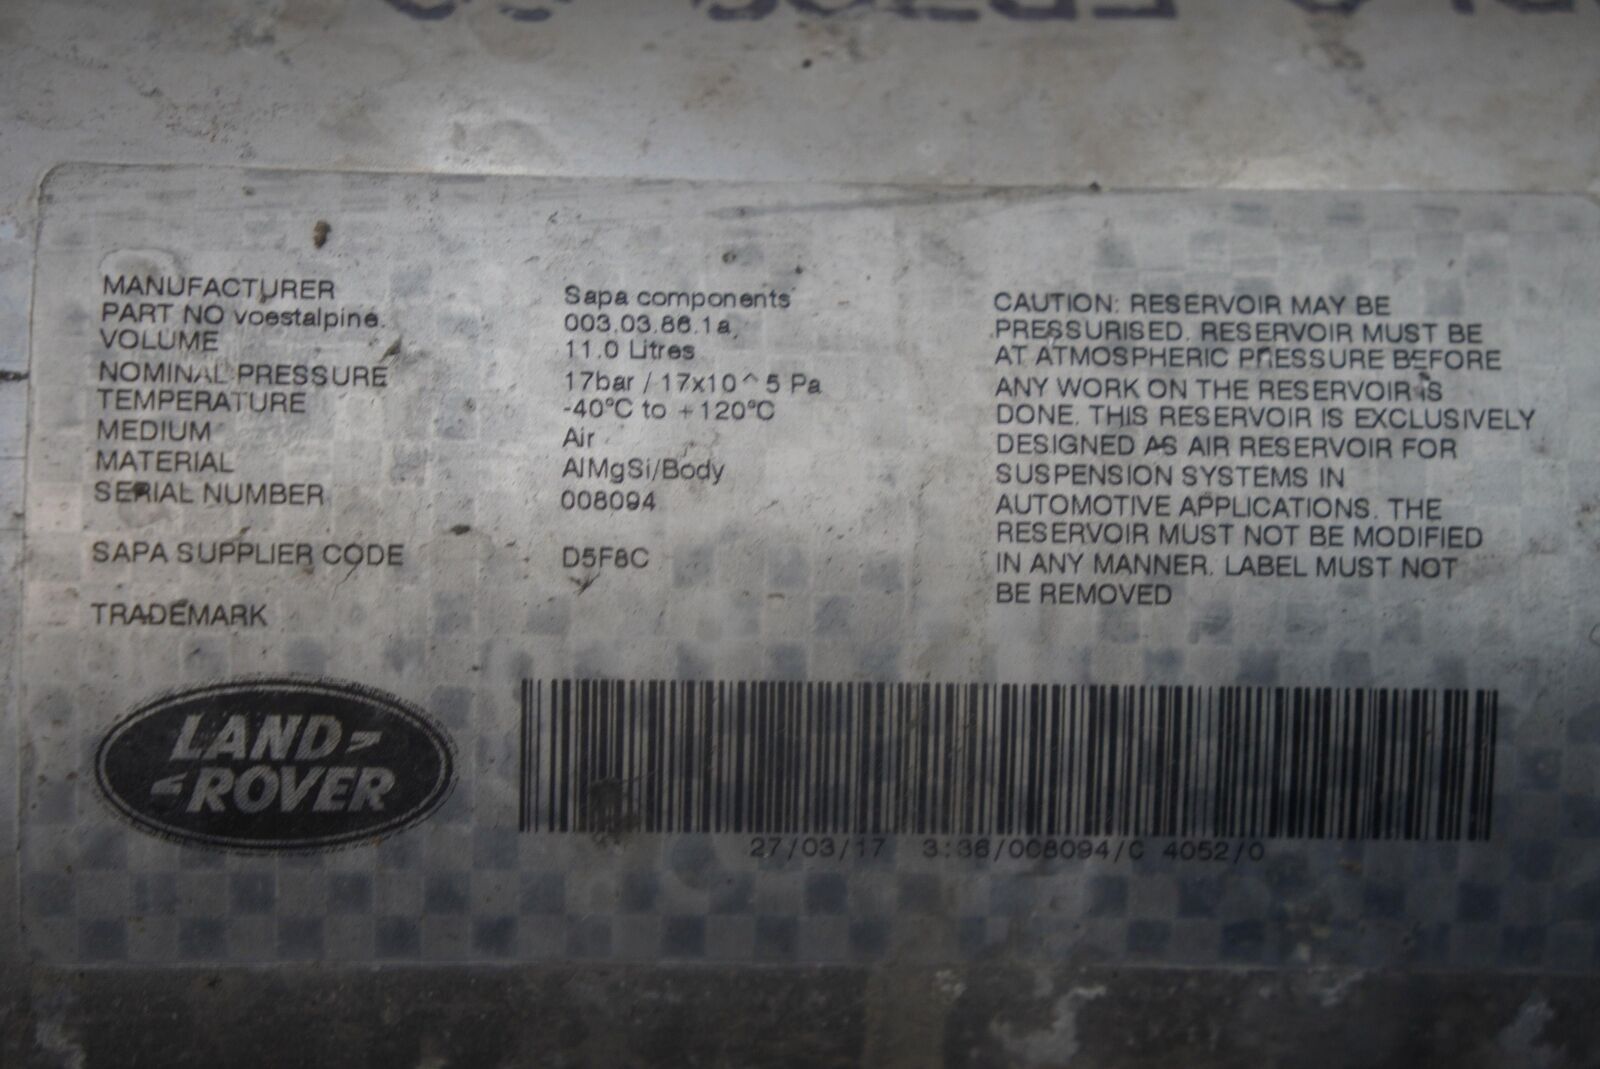 MANUFACTURER Sapa components
PART NO voestalpine. 003.03.86.1a
VOLUME 11.0 Litres
NOMINAL PRESSURE 17bar / 17x10^5 Pa
TEMPERATURE -40°C to +120°C
MEDIUM Air
MATERIAL AlMgSi/Body
SERIAL NUMBER 008094
SAPA SUPPLIER CODE D5F8C
TRADEMARK
CAUTION: RESERVOIR MAY BE
PRESSURISED. RESERVOIR MUST BE
AT ATMOSPHERIC PRESSURE BEFORE
ANY WORK ON THE RESERVOIR IS
DONE. THIS RESERVOIR IS EXCLUSIVELY
DESIGNED AS AIR RESERVOIR FOR
SUSPENSION SYSTEMS IN
AUTOMOTIVE APPLICATIONS. THE
RESERVOIR MUST NOT BE MODIFIED
IN ANY MANNER. LABEL MUST NOT
BE REMOVED
LAND
ROVER
27/03/17 3:36/008094/C 4052/0